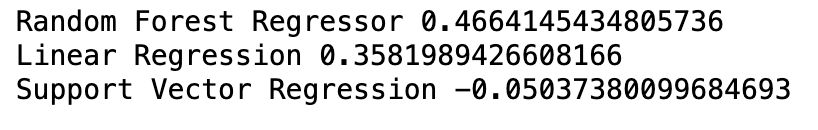 Random Forest Regressor 0.4664145434805736
Linear Regression 0.3581989426608166
Support Vector Regression -0.05037380099684693